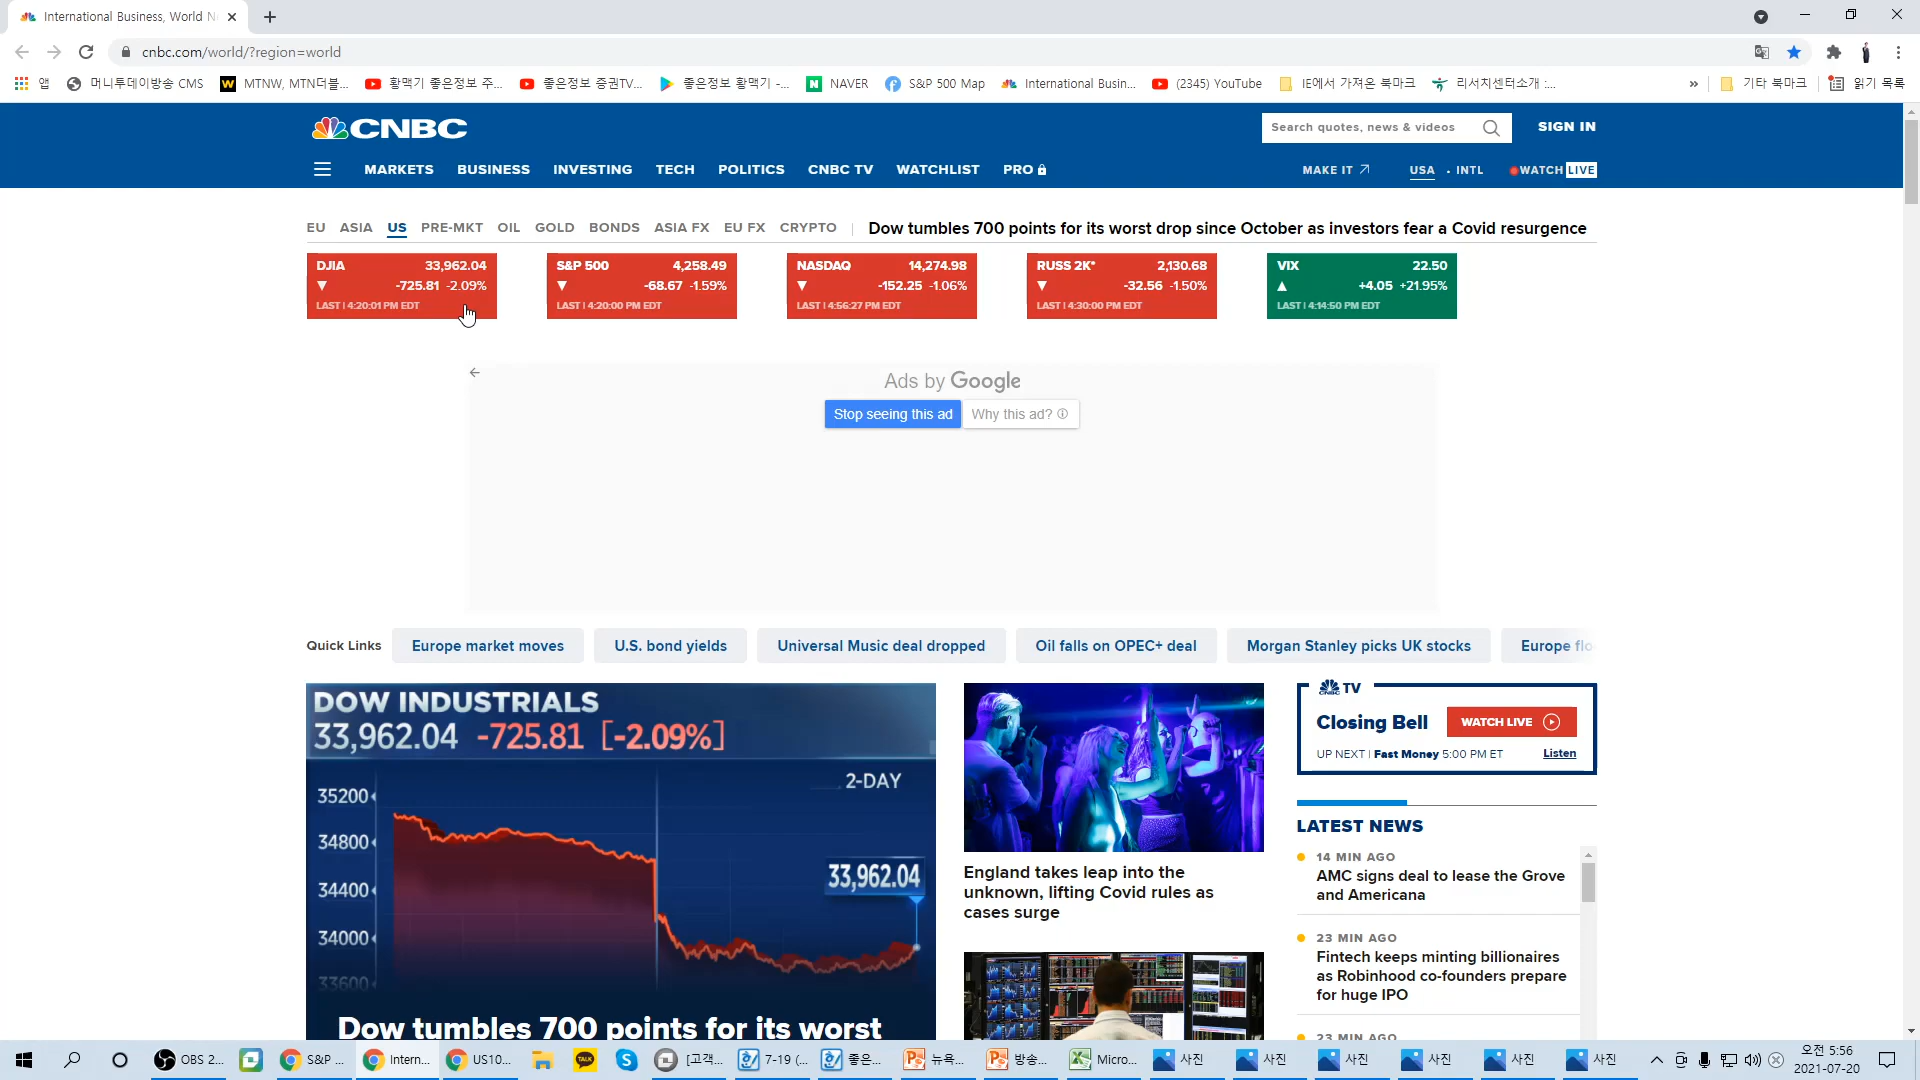 International Business, World N
cnbc.com/world/?region=world
앱
머니투데이방송 CMS
MTNW, MTN더블...
황맥기 좋은정보 주...
좋은정보 증권TV...
좋은정보 황맥기 -...
NAVER
S&P 500 Map
International Busin...
(2345) YouTube
IE에서 가져온 북마크
리서치센터소개 :...
»
기타 북마크
읽기 목록
CNBC
Search quotes, news & videos
SIGN IN
MARKETS BUSINESS INVESTING TECH POLITICS CNBC TV WATCHLIST PRO
MAKE IT USA • INTL WATCH LIVE
EU ASIA US PRE-MKT OIL GOLD BONDS ASIA FX EU FX CRYPTO
Dow tumbles 700 points for its worst drop since October as investors fear a Covid resurgence
DJIA 33,962.04
▼ -725.81 -2.09%
LAST | 4:20:01 PM EDT
S&P 500 4,258.49
▼ -68.67 -1.59%
LAST | 4:20:00 PM EDT
NASDAQ 14,274.98
▼ -152.25 -1.06%
LAST | 4:56:27 PM EDT
RUSS 2K* 2,130.68
▼ -32.56 -1.50%
LAST | 4:30:00 PM EDT
VIX 22.50
▲ +4.05 +21.95%
LAST | 4:14:50 PM EDT
Ads by Google
Stop seeing this ad
Why this ad?
Quick Links
Europe market moves
U.S. bond yields
Universal Music deal dropped
Oil falls on OPEC+ deal
Morgan Stanley picks UK stocks
Europe flo
DOW INDUSTRIALS
33,962.04 -725.81 [-2.09%]
2-DAY
35200
34800
34400
34000
33600
33,962.04
Dow tumbles 700 points for its worst
England takes leap into the
unknown, lifting Covid rules as
cases surge
CNBC TV
Closing Bell
WATCH LIVE
UP NEXT | Fast Money 5:00 PM ET
Listen
LATEST NEWS
14 MIN AGO
AMC signs deal to lease the Grove
and Americana
23 MIN AGO
Fintech keeps minting billionaires
as Robinhood co-founders prepare
for huge IPO
23 MIN AGO
OBS 2...
S&P ...
Intern...
US10...
TALK
[고객...
7-19 (...
좋은...
뉴욕...
방송...
Micro...
사진
사진
사진
사진
사진
사진
오전 5:56
2021-07-20